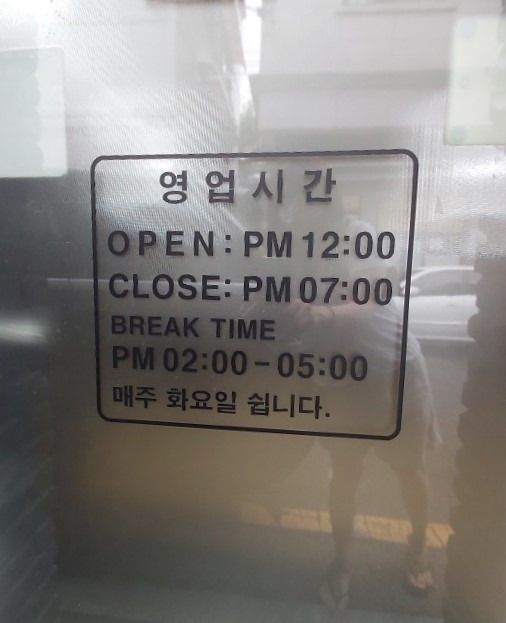 영업시간
OPEN: PM 12:00
CLOSE: PM 07:00
BREAK TIME
PM 02:00-05:00
매주 화요일 쉽니다.